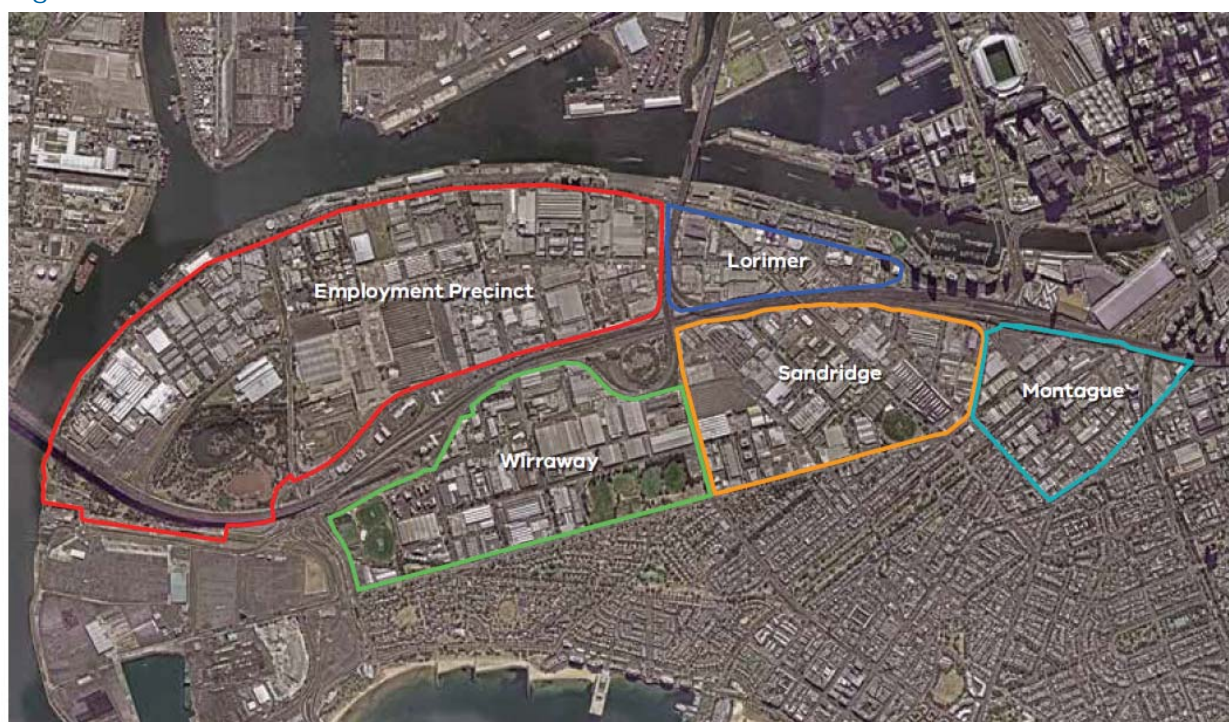 Lorimer
Employment Precinct
Sandridge
Montague
Wirraway